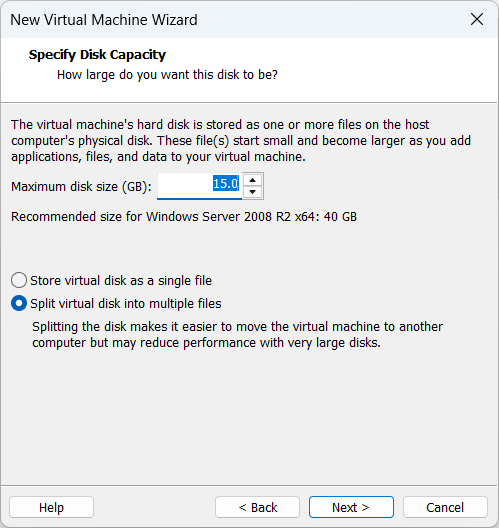 New Virtual Machine Wizard
Specify Disk Capacity
How large do you want this disk to be?
The virtual machine's hard disk is stored as one or more files on the host
computer's physical disk. These file(s) start small and become larger as you add
applications, files, and data to your virtual machine.
Maximum disk size (GB): 15.0
Recommended size for Windows Server 2008 R2 x64: 40 GB
Store virtual disk as a single file
Split virtual disk into multiple files
Splitting the disk makes it easier to move the virtual machine to another
computer but may reduce performance with very large disks.
Help < Back Next > Cancel